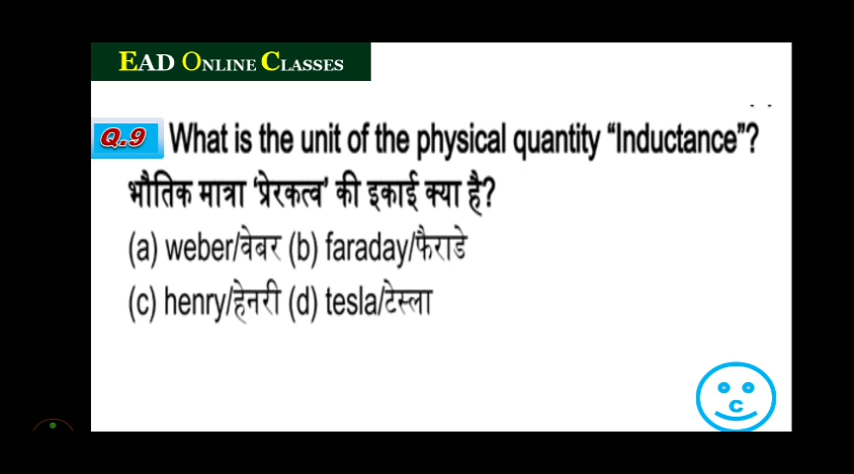 EAD ONLINE CLASSES
Q.9 What is the unit of the physical quantity “Inductance”?
भौतिक मात्रा ‘प्रेरकत्व’ की इकाई क्या है?
(a) weber/वेबर (b) faraday/फैराडे
(c) henry/हेनरी (d) tesla/टेस्ला
c